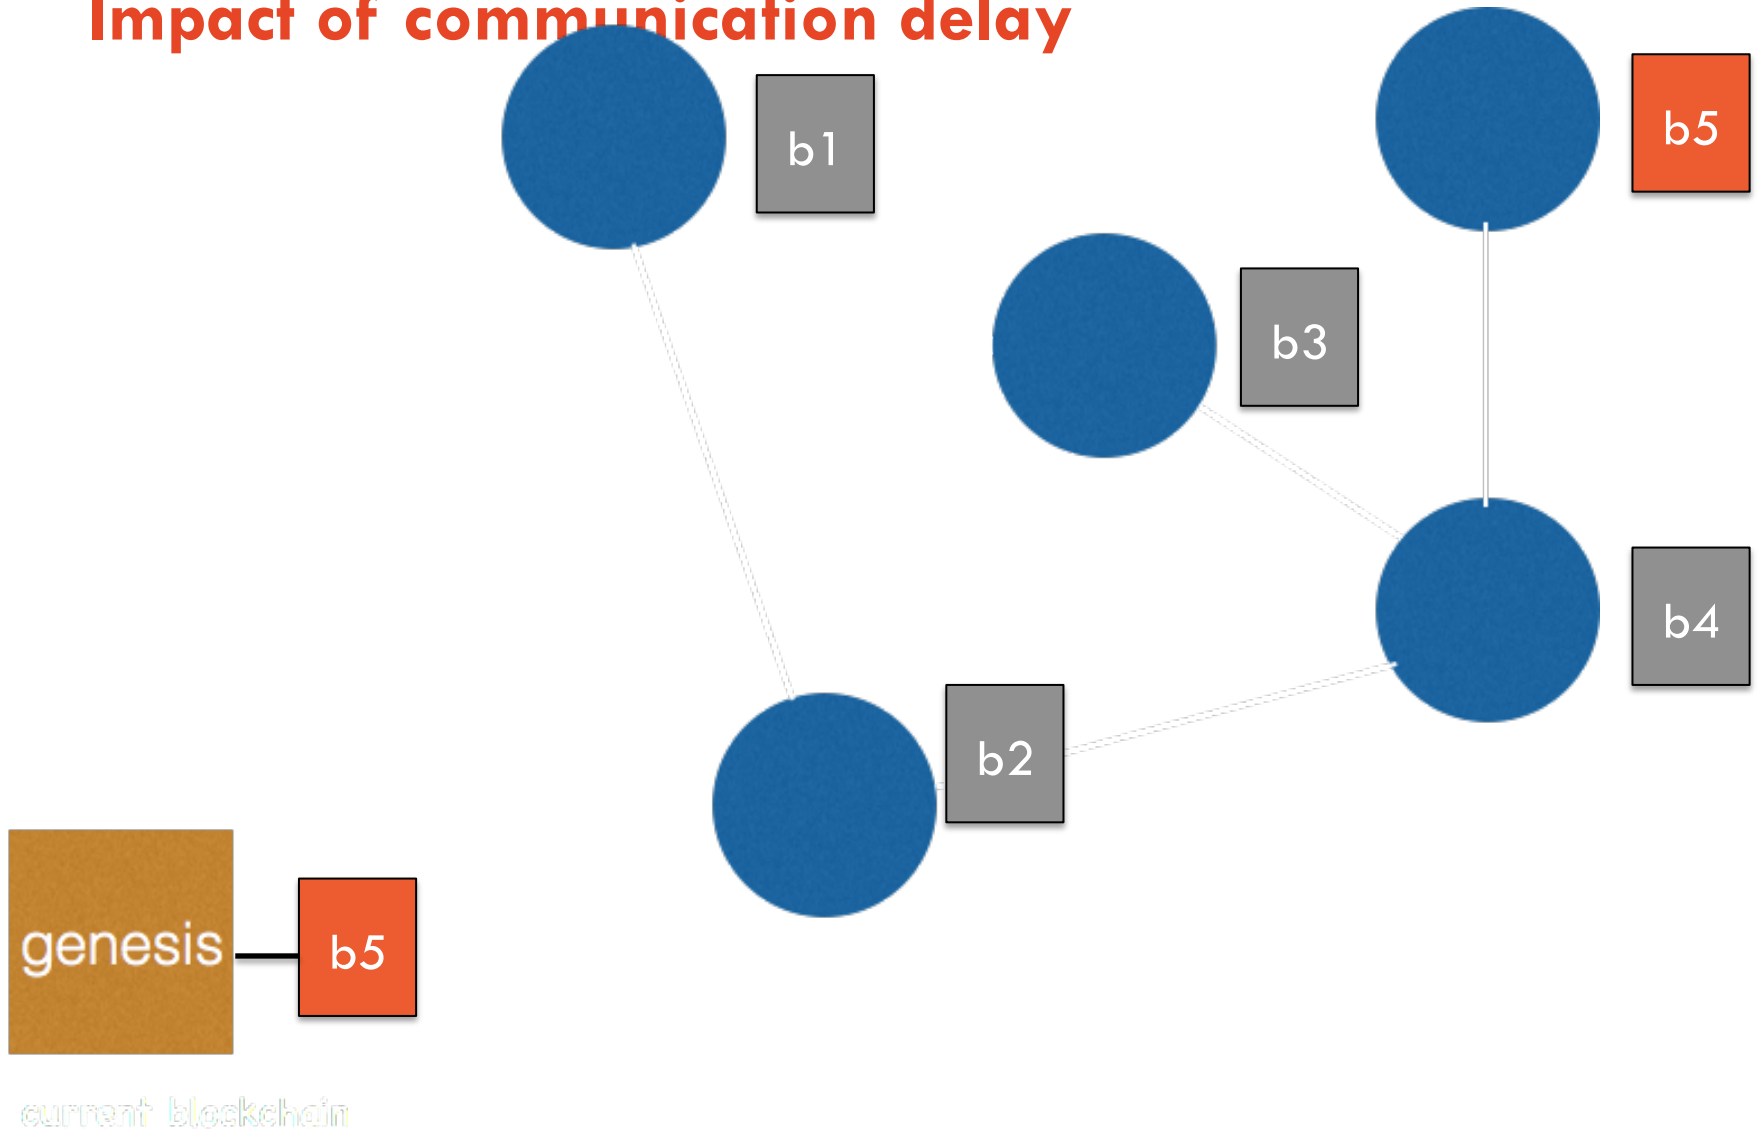 Impact of communication delay
b1
b5
b3
b4
b2
genesis
b5
current blockchain